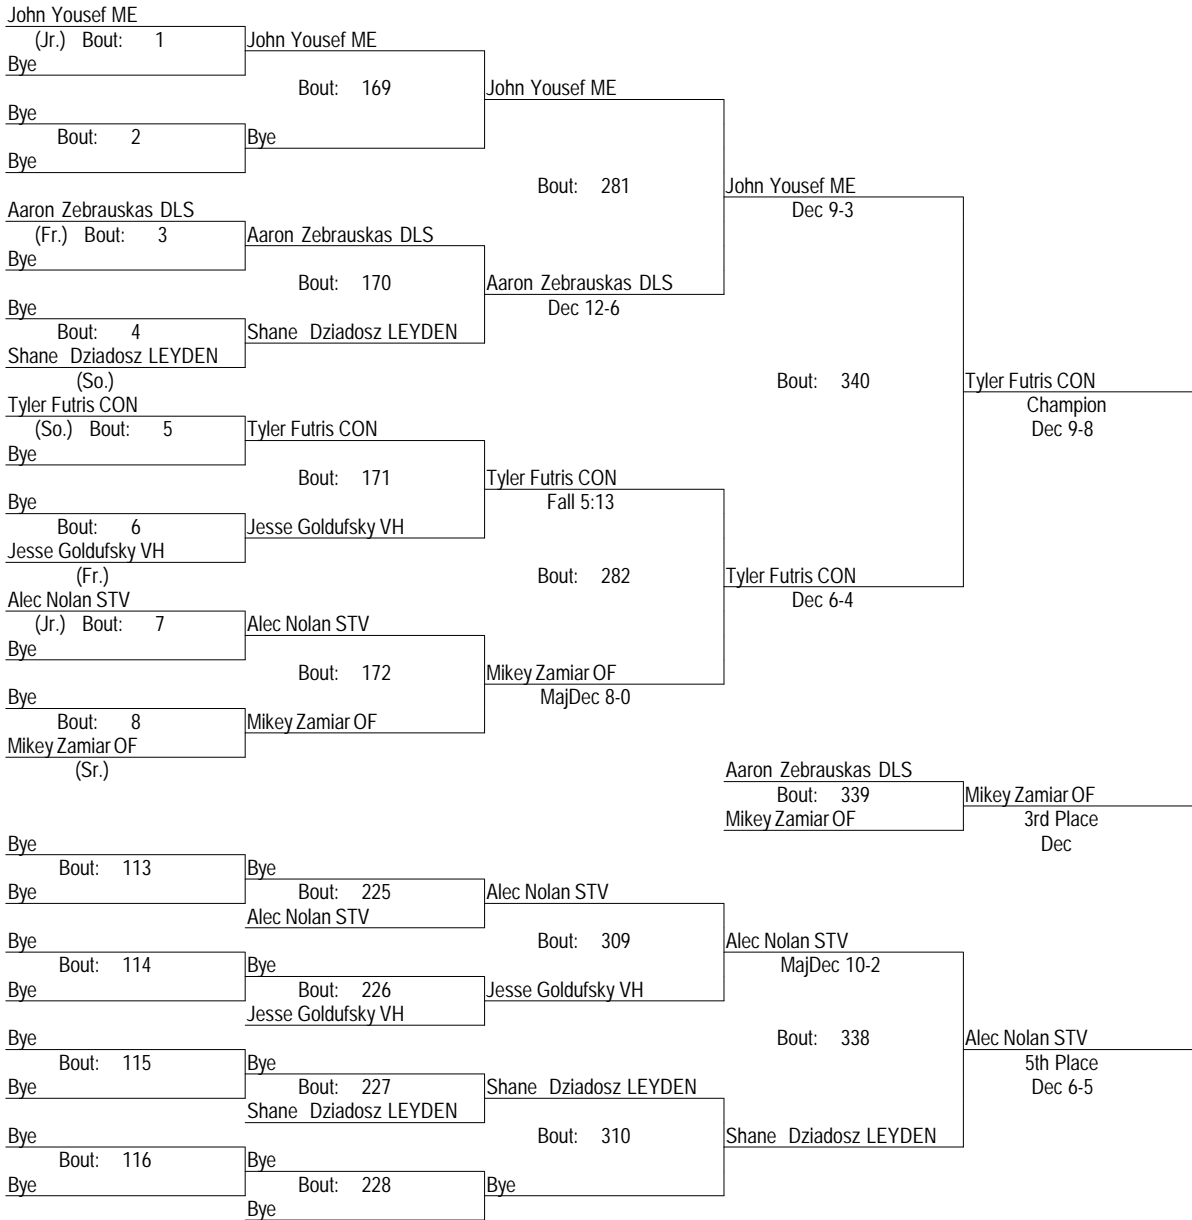 John Yousef ME
(Jr.) Bout: 1
John Yousef ME
Bye
Bout: 169
John Yousef ME
Bye
Bout: 2
Bye
Bye
Bout: 281
John Yousef ME
Dec 9-3
Aaron Zebrauskas DLS
(Fr.) Bout: 3
Aaron Zebrauskas DLS
Bye
Bout: 170
Aaron Zebrauskas DLS
Dec 12-6
Bye
Bout: 4
Shane Dziadosz LEYDEN
Shane Dziadosz LEYDEN
(So.)
Bout: 340
Tyler Futris CON
Champion
Dec 9-8
Tyler Futris CON
(So.) Bout: 5
Tyler Futris CON
Bye
Bout: 171
Tyler Futris CON
Fall 5:13
Bye
Bout: 6
Jesse Goldufsky VH
Jesse Goldufsky VH
(Fr.)
Bout: 282
Tyler Futris CON
Dec 6-4
Alec Nolan STV
(Jr.) Bout: 7
Alec Nolan STV
Bye
Bout: 172
Mikey Zamiar OF
MajDec 8-0
Bye
Bout: 8
Mikey Zamiar OF
Mikey Zamiar OF
(Sr.)
Aaron Zebrauskas DLS
Bout: 339
Mikey Zamiar OF
Mikey Zamiar OF
3rd Place
Dec
Bye
Bout: 113
Bye
Bye
Bout: 225
Alec Nolan STV
Alec Nolan STV
Bye
Bout: 309
Alec Nolan STV
MajDec 10-2
Bout: 114
Bye
Bye
Bout: 226
Jesse Goldufsky VH
Jesse Goldufsky VH
Bye
Bout: 338
Alec Nolan STV
5th Place
Dec 6-5
Bout: 115
Bye
Bye
Bout: 227
Shane Dziadosz LEYDEN
Shane Dziadosz LEYDEN
Bye
Bout: 310
Shane Dziadosz LEYDEN
Bout: 116
Bye
Bye
Bout: 228
Bye
Bye